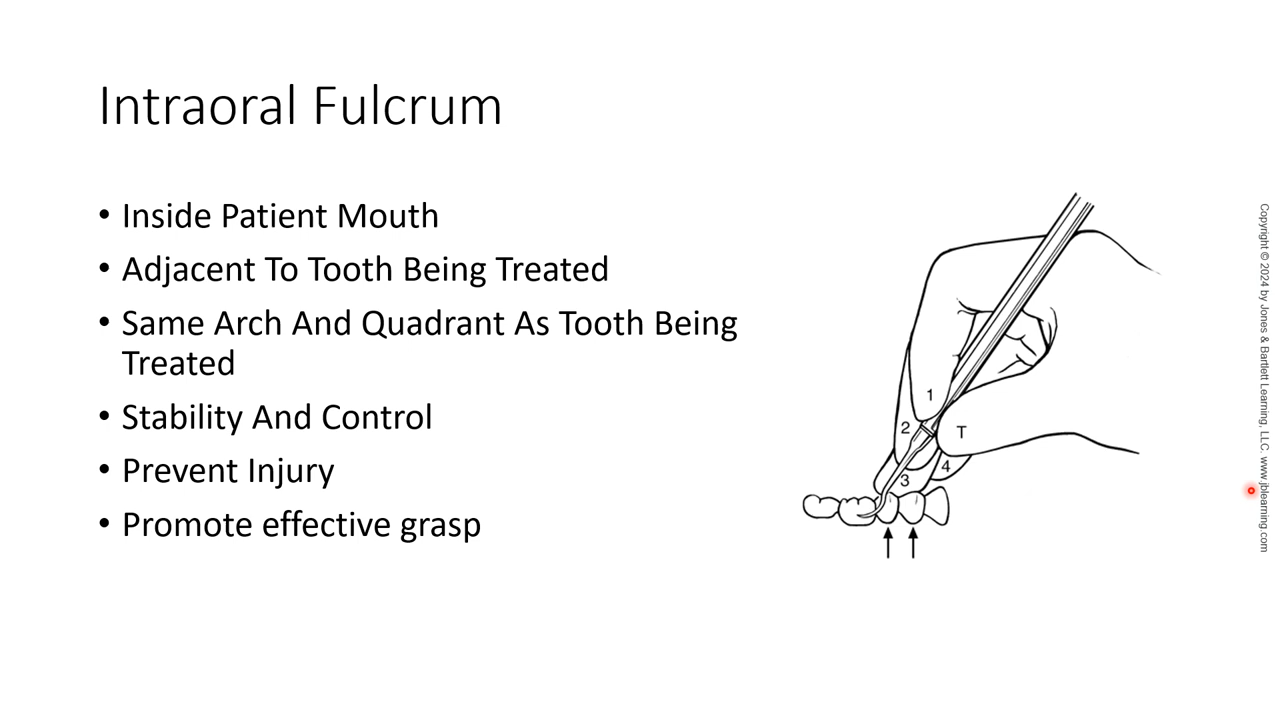 Intraoral Fulcrum
• Inside Patient Mouth
• Adjacent To Tooth Being Treated
• Same Arch And Quadrant As Tooth Being
Treated
• Stability And Control
• Prevent Injury
• Promote effective grasp
1
2
T
4
3
Copyright © 2024 by Jones & Bartlett Learning, LLC. www.jblearning.com